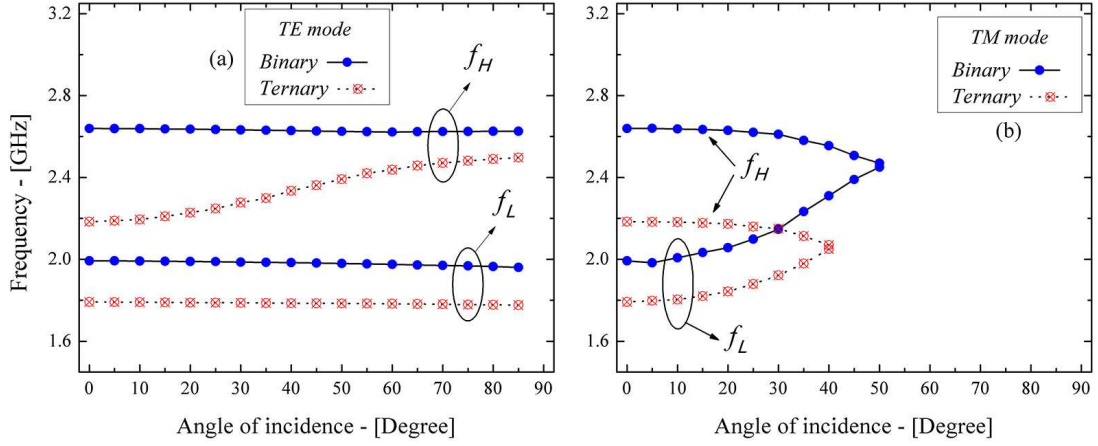 TE mode
(a)
Binary
Ternary
f_H
f_L
3.2
2.8
2.4
2.0
1.6
Frequency - [GHz]
0 10 20 30 40 50 60 70 80 90
Angle of incidence - [Degree]
TM mode
Binary
Ternary
(b)
f_H
f_L
3.2
2.8
2.4
2.0
1.6
0 10 20 30 40 50 60 70 80 90
Angle of incidence - [Degree]